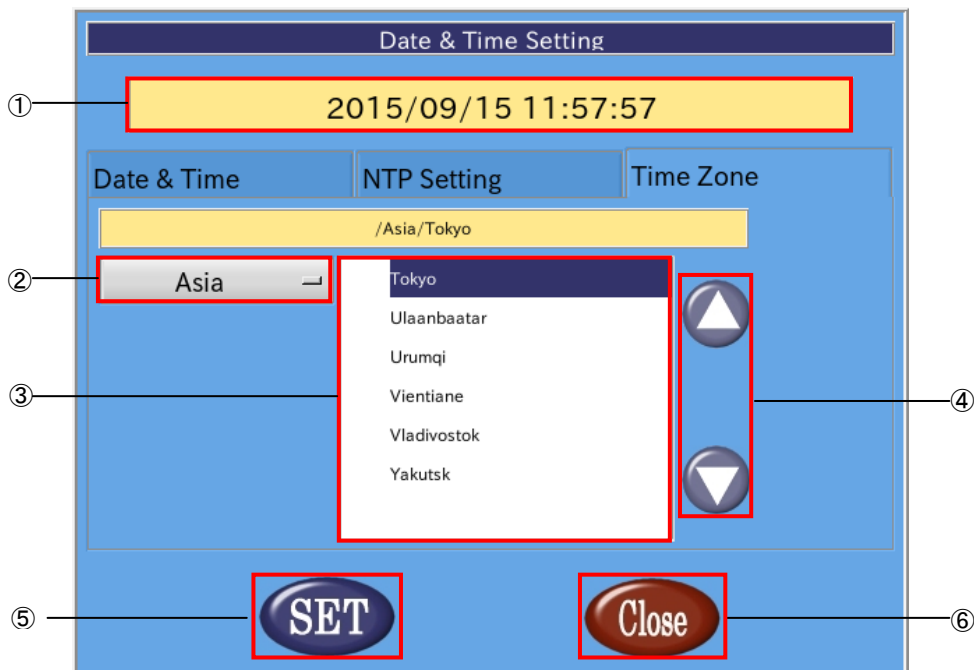 Date & Time Setting
① 2015/09/15 11:57:57
Date & Time NTP Setting Time Zone
/Asia/Tokyo
② Asia Tokyo
Ulaanbaatar
Urumqi
③ Vientiane ④
Vladivostok
Yakutsk
⑤ SET Close ⑥